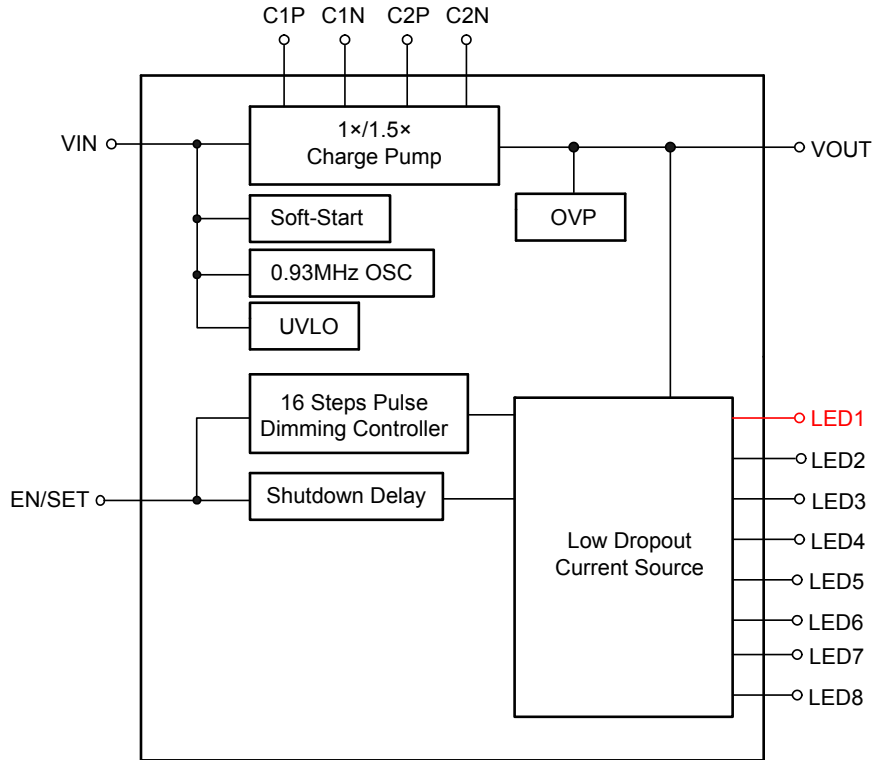 C1P C1N C2P C2N
VIN
1×/1.5×
Charge Pump
VOUT
Soft-Start
OVP
0.93MHz OSC
UVLO
16 Steps Pulse
Dimming Controller
EN/SET
Shutdown Delay
Low Dropout
Current Source
LED1
LED2
LED3
LED4
LED5
LED6
LED7
LED8